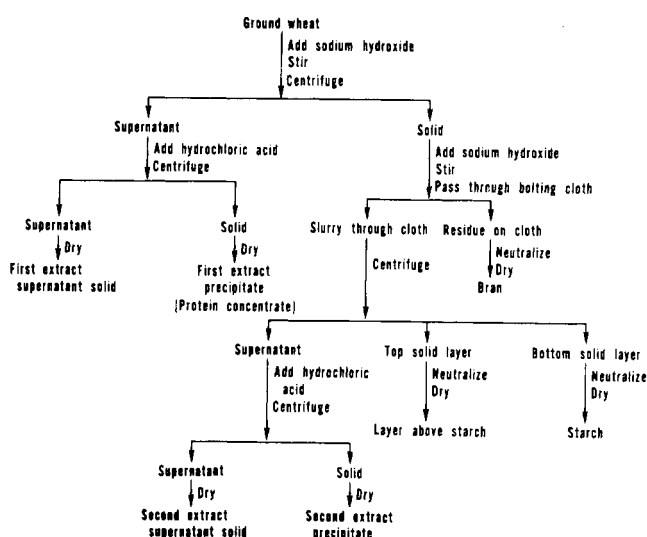 Ground wheat
Add sodium hydroxide
Stir
Centrifuge
Supernatant
Solid
Add hydrochloric acid
Centrifuge
Add sodium hydroxide
Stir
Pass through bolting cloth
Supernatant
Solid
Slurry through cloth
Residue on cloth
Dry
Dry
Centrifuge
Neutralize
Dry
First extract
supernatant solid
First extract
precipitate
(Protein concentrate)
Bran
Supernatant
Top solid layer
Bottom solid layer
Add hydrochloric
acid
Centrifuge
Neutralize
Dry
Neutralize
Dry
Layer above starch
Starch
Supernatant
Solid
Dry
Dry
Second extract
supernatant solid
Second extract
precipitate